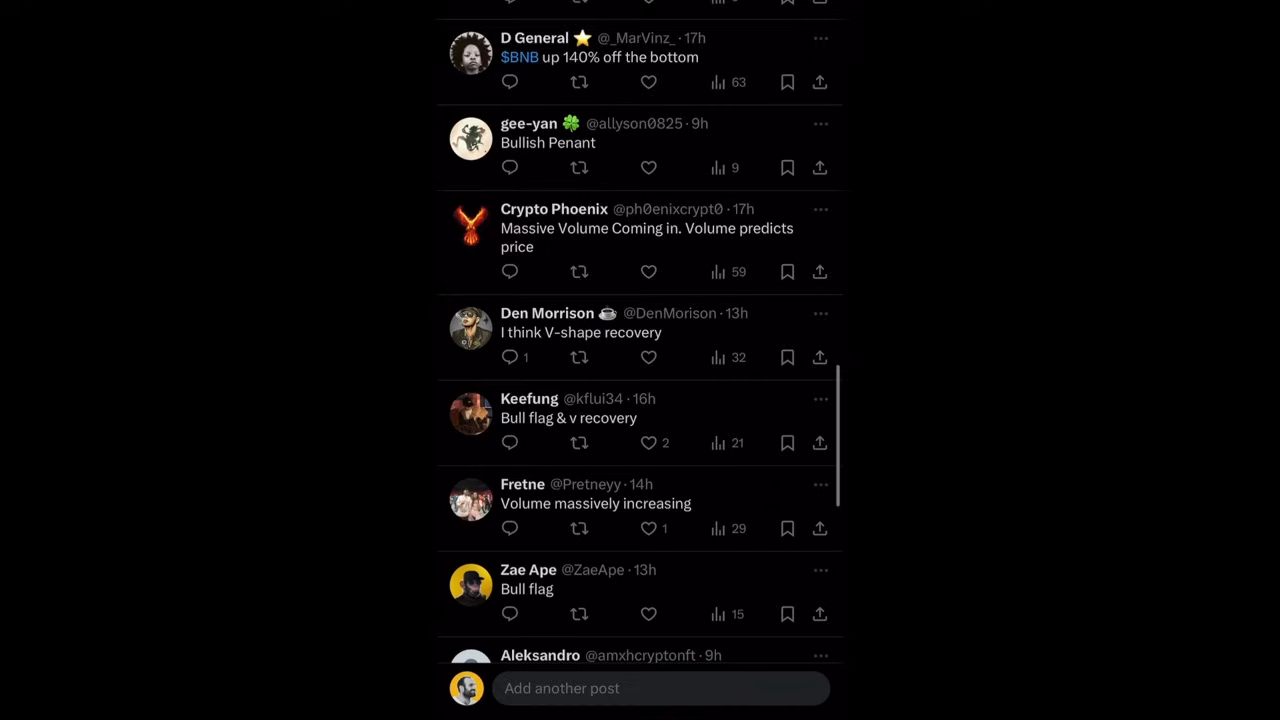 D General ⭐ @_MarVinz_ · 17h
$BNB up 140% off the bottom
63
gee-yan 🍀 @allyson0825 · 9h
Bullish Penant
9
Crypto Phoenix @ph0enixcrypt0 · 17h
Massive Volume Coming in. Volume predicts
price
59
Den Morrison ☕ @DenMorison · 13h
I think V-shape recovery
1 32
Keefung @kflui34 · 16h
Bull flag & v recovery
2 21
Fretne @Pretneyy · 14h
Volume massively increasing
1 29
Zae Ape @ZaeApe · 13h
Bull flag
15
Aleksandro @amxhcryptonft · 9h
Add another post